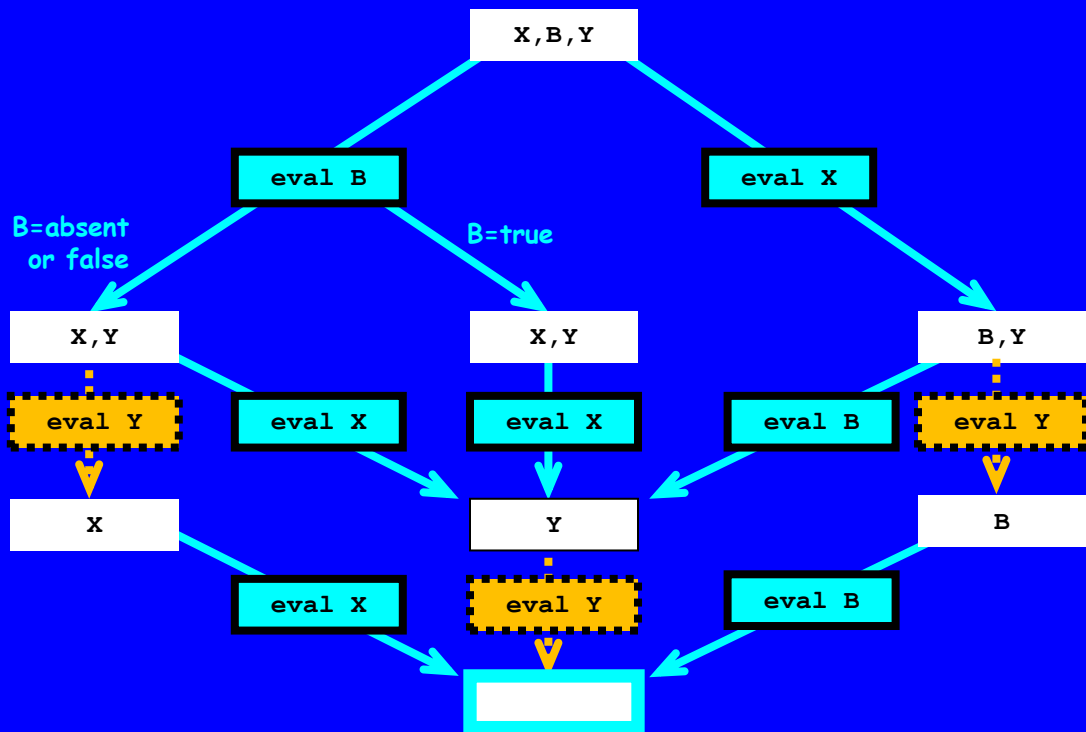 X,B,Y
eval B
eval X
B=absent
or false
B=true
X,Y
X,Y
B,Y
eval Y
eval X
eval X
eval B
eval Y
X
Y
B
eval X
eval Y
eval B